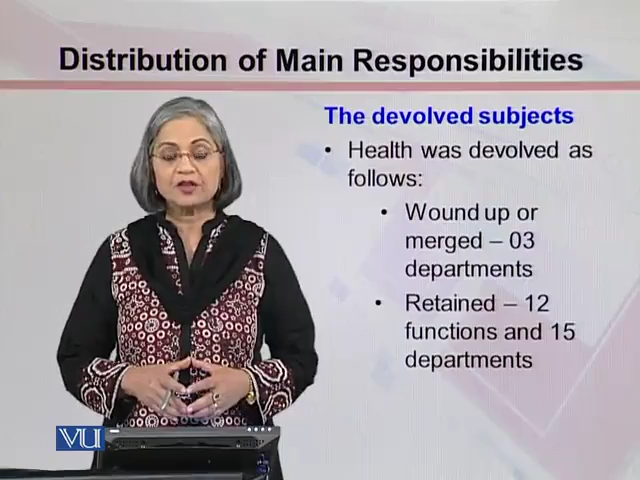 Distribution of Main Responsibilities
The devolved subjects
• Health was devolved as
follows:
• Wound up or
merged – 03
departments
• Retained – 12
functions and 15
departments
VU